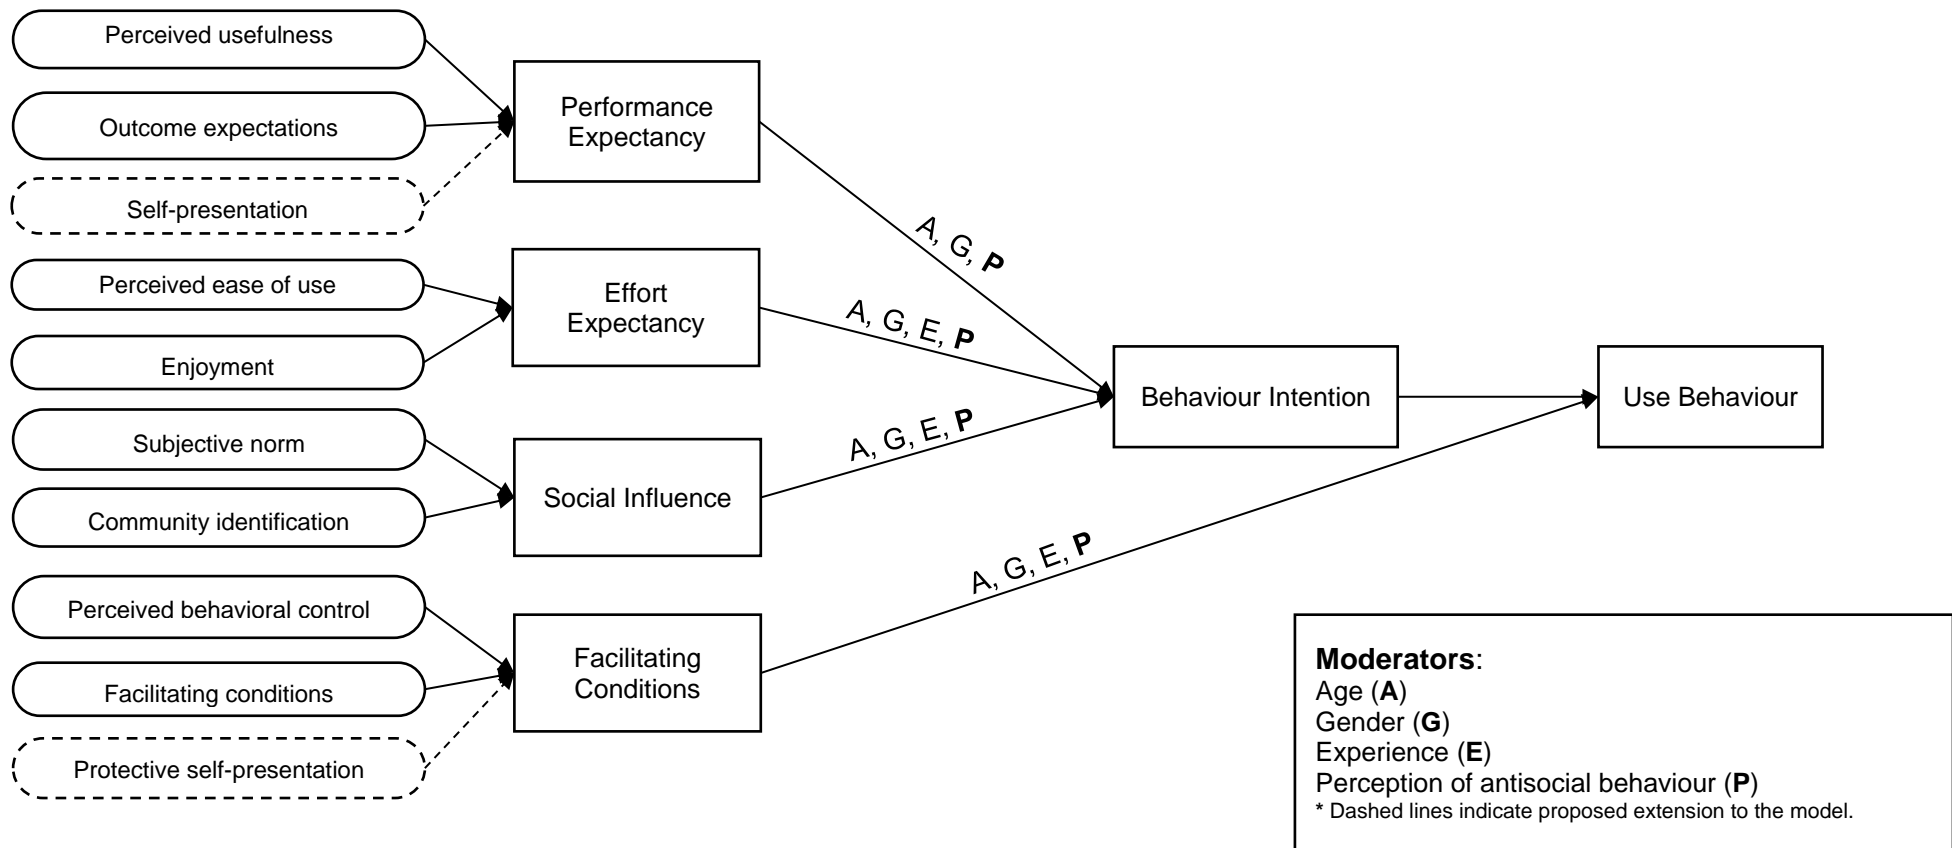 Perceived usefulness
Outcome expectations
Self-presentation
Perceived ease of use
Enjoyment
Subjective norm
Community identification
Perceived behavioral control
Facilitating conditions
Protective self-presentation
Performance
Expectancy
Effort
Expectancy
Social Influence
Facilitating
Conditions
A, G, P
A, G, E, P
A, G, E, P
A, G, E, P
Behaviour Intention
Use Behaviour
Moderators:
Age (A)
Gender (G)
Experience (E)
Perception of antisocial behaviour (P)
* Dashed lines indicate proposed extension to the model.